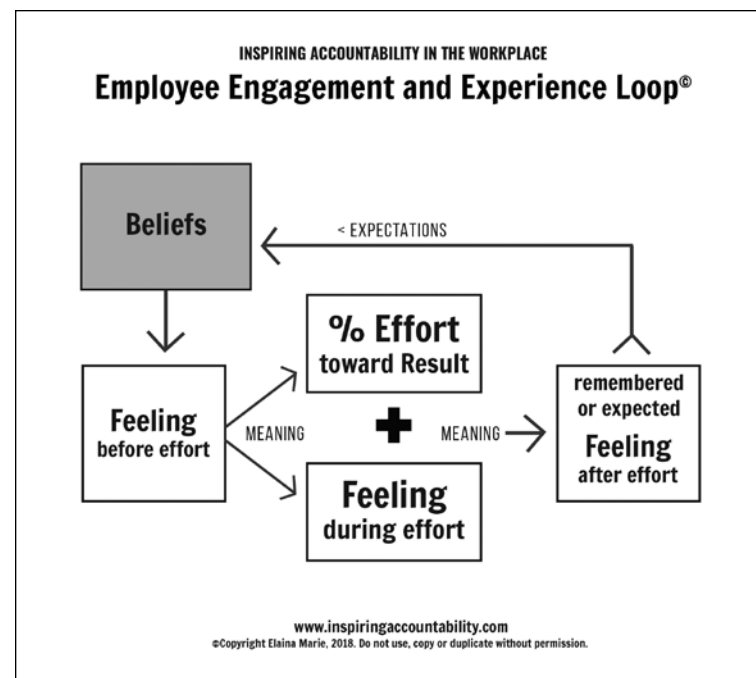 INSPIRING ACCOUNTABILITY IN THE WORKPLACE
Employee Engagement and Experience Loop©
Beliefs
< EXPECTATIONS
% Effort
toward Result
Feeling
before effort
MEANING
MEANING
remembered
or expected
Feeling
after effort
Feeling
during effort
www.inspiringaccountability.com
©Copyright Elaina Marie, 2018. Do not use, copy or duplicate without permission.